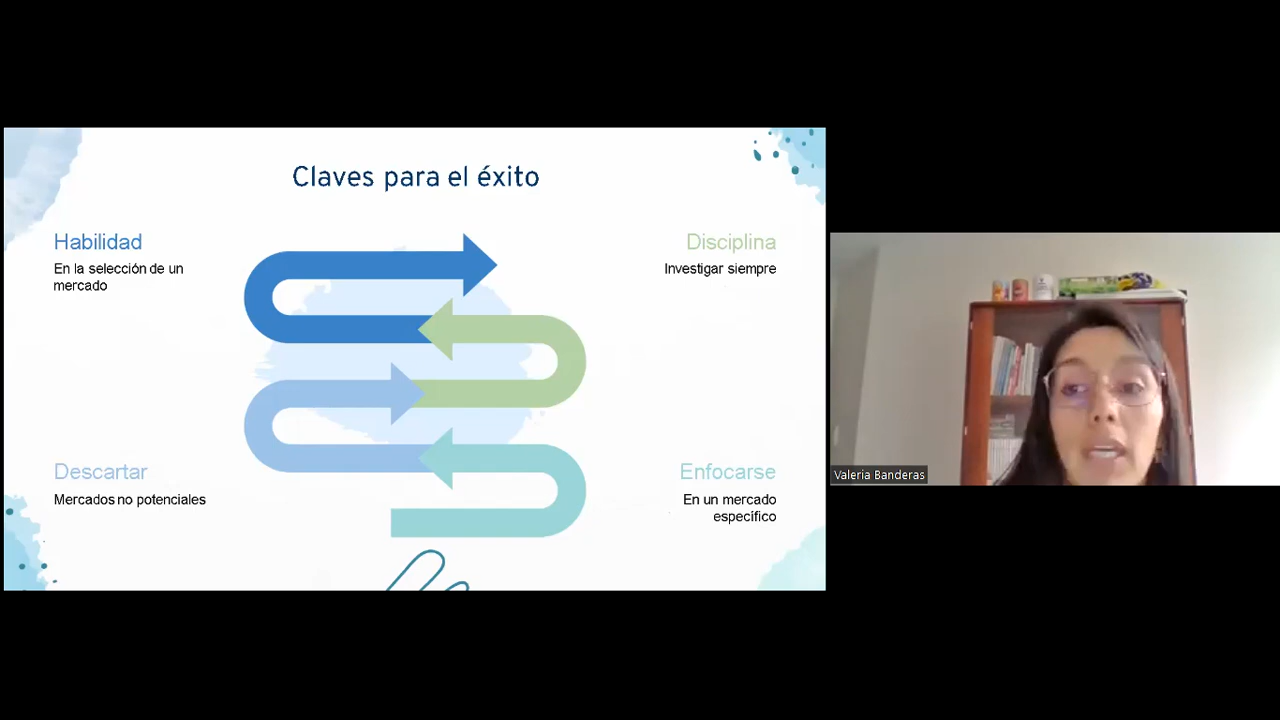 Claves para el éxito
Habilidad
En la selección de un
mercado
Disciplina
Investigar siempre
Descartar
Mercados no potenciales
Enfocarse
En un mercado
específico
Valeria Banderas